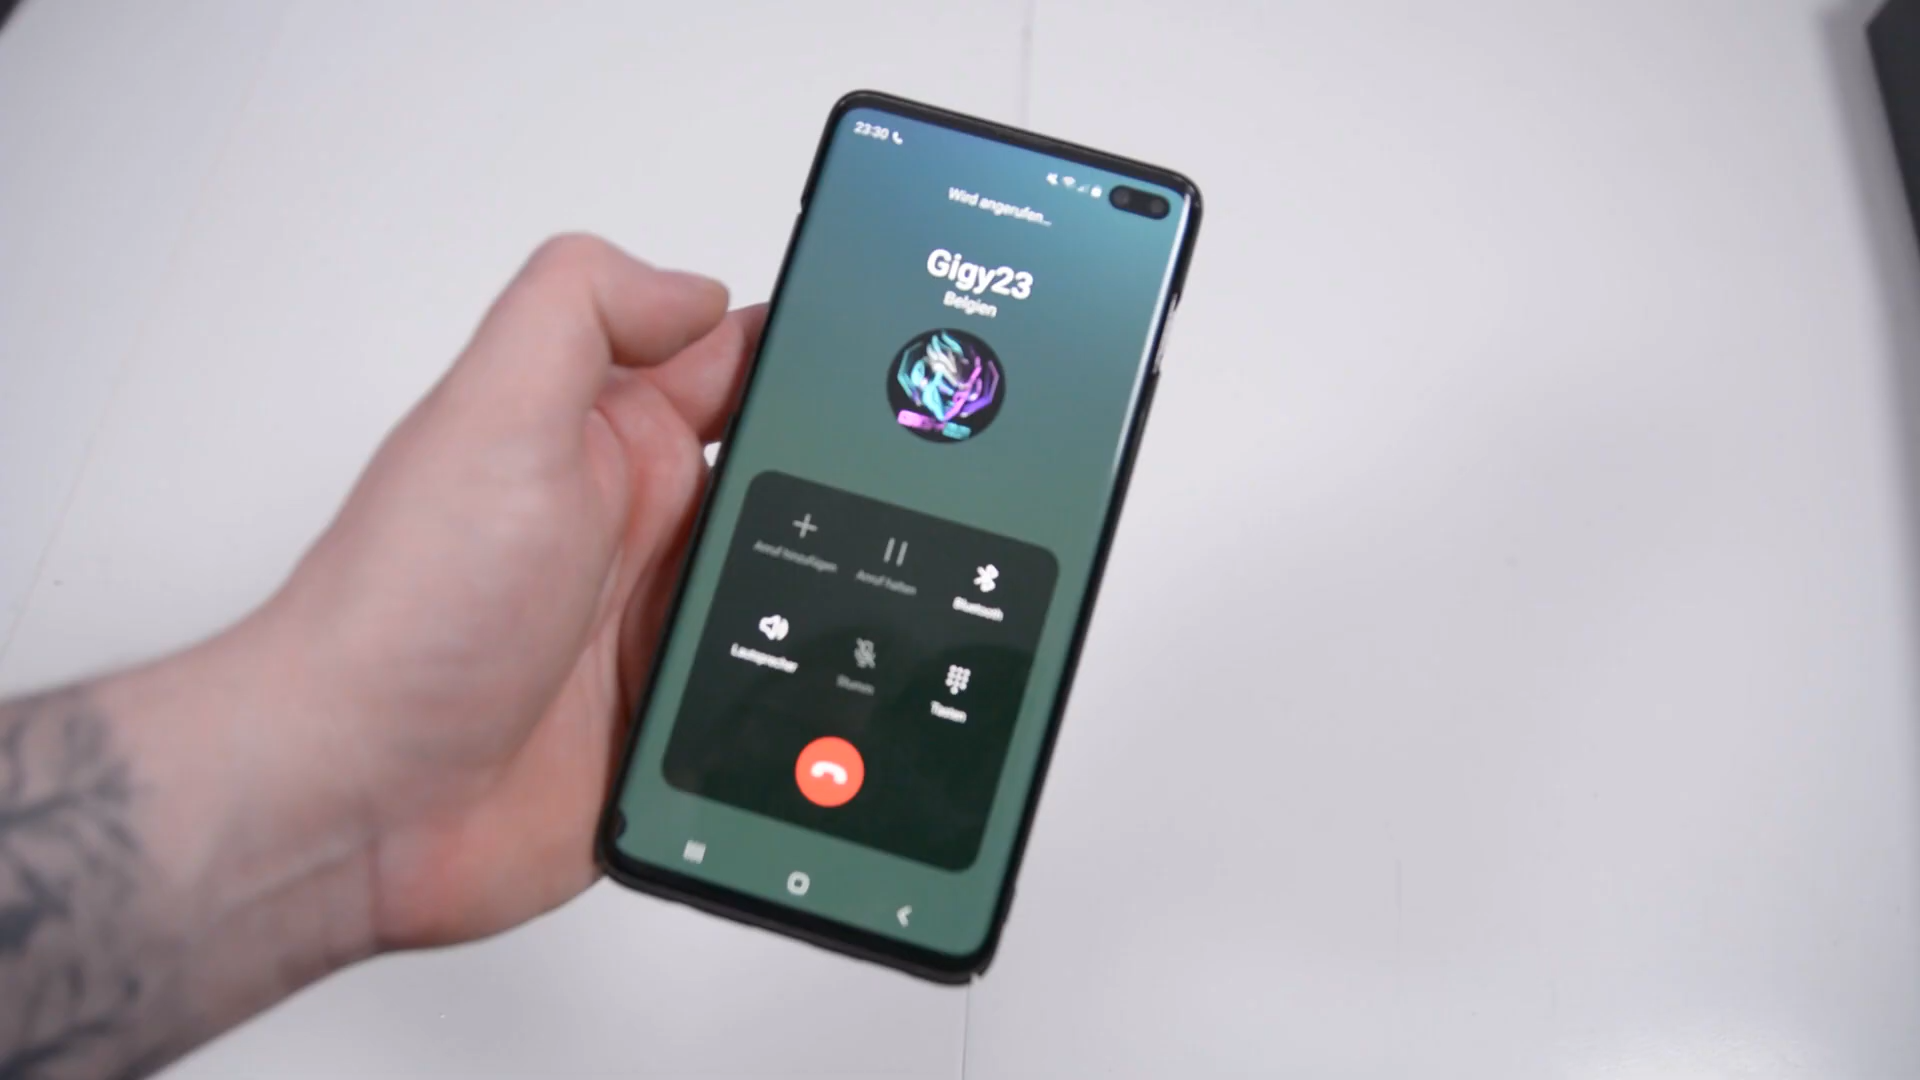 23:30
Wird angerufen...
Gigy23
Belgien
Anruf hinzufügen
Anruf halten
Bluetooth
Lautsprecher
Stumm
Tasten